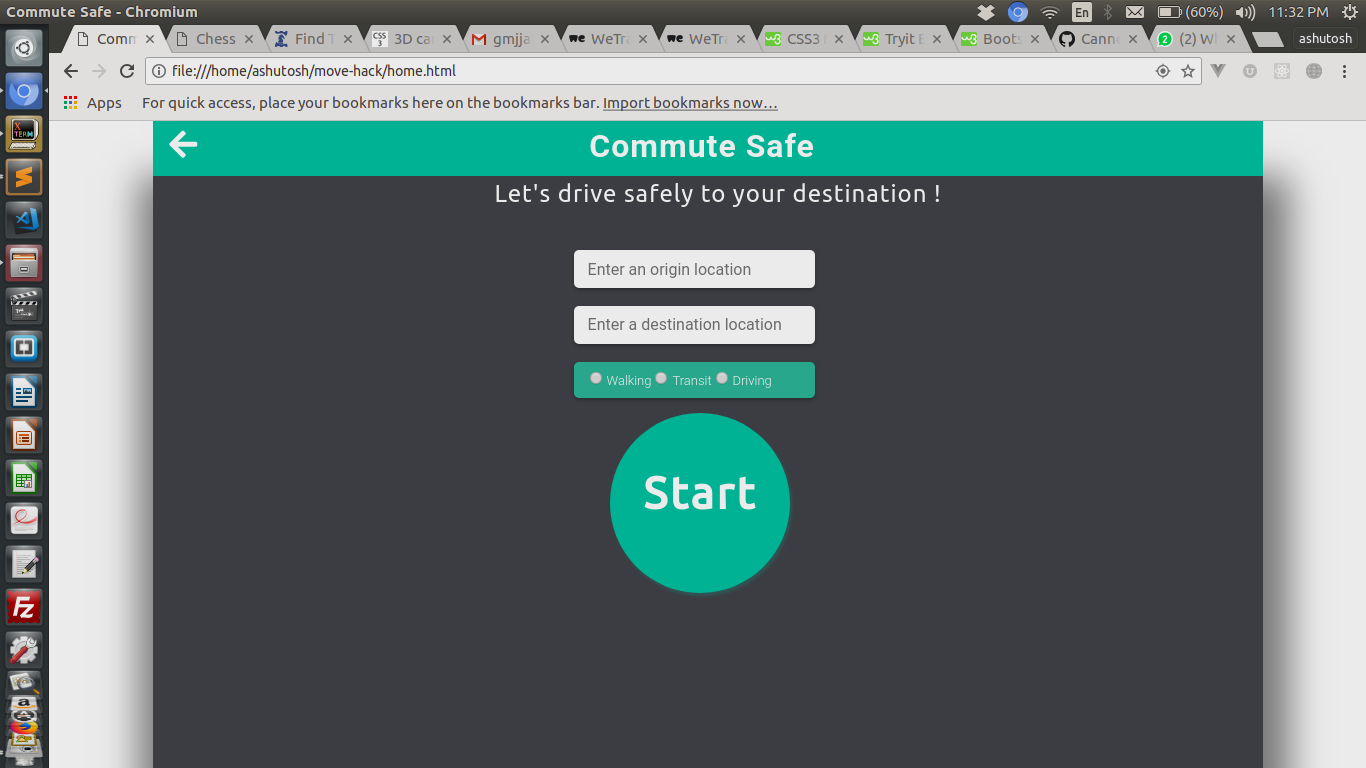 Commute Safe - Chromium
En
(60%)
11:32 PM
Comm
Chess
Find T
3D ca
gmjja
WeTra
WeTra
CSS3
Tryit E
Boots
Canne
(2) W
ashutosh
file:///home/ashutosh/move-hack/home.html
Apps
For quick access, place your bookmarks here on the bookmarks bar. Import bookmarks now...
Commute Safe
Let's drive safely to your destination !
Enter an origin location
Enter a destination location
Walking Transit Driving
Start